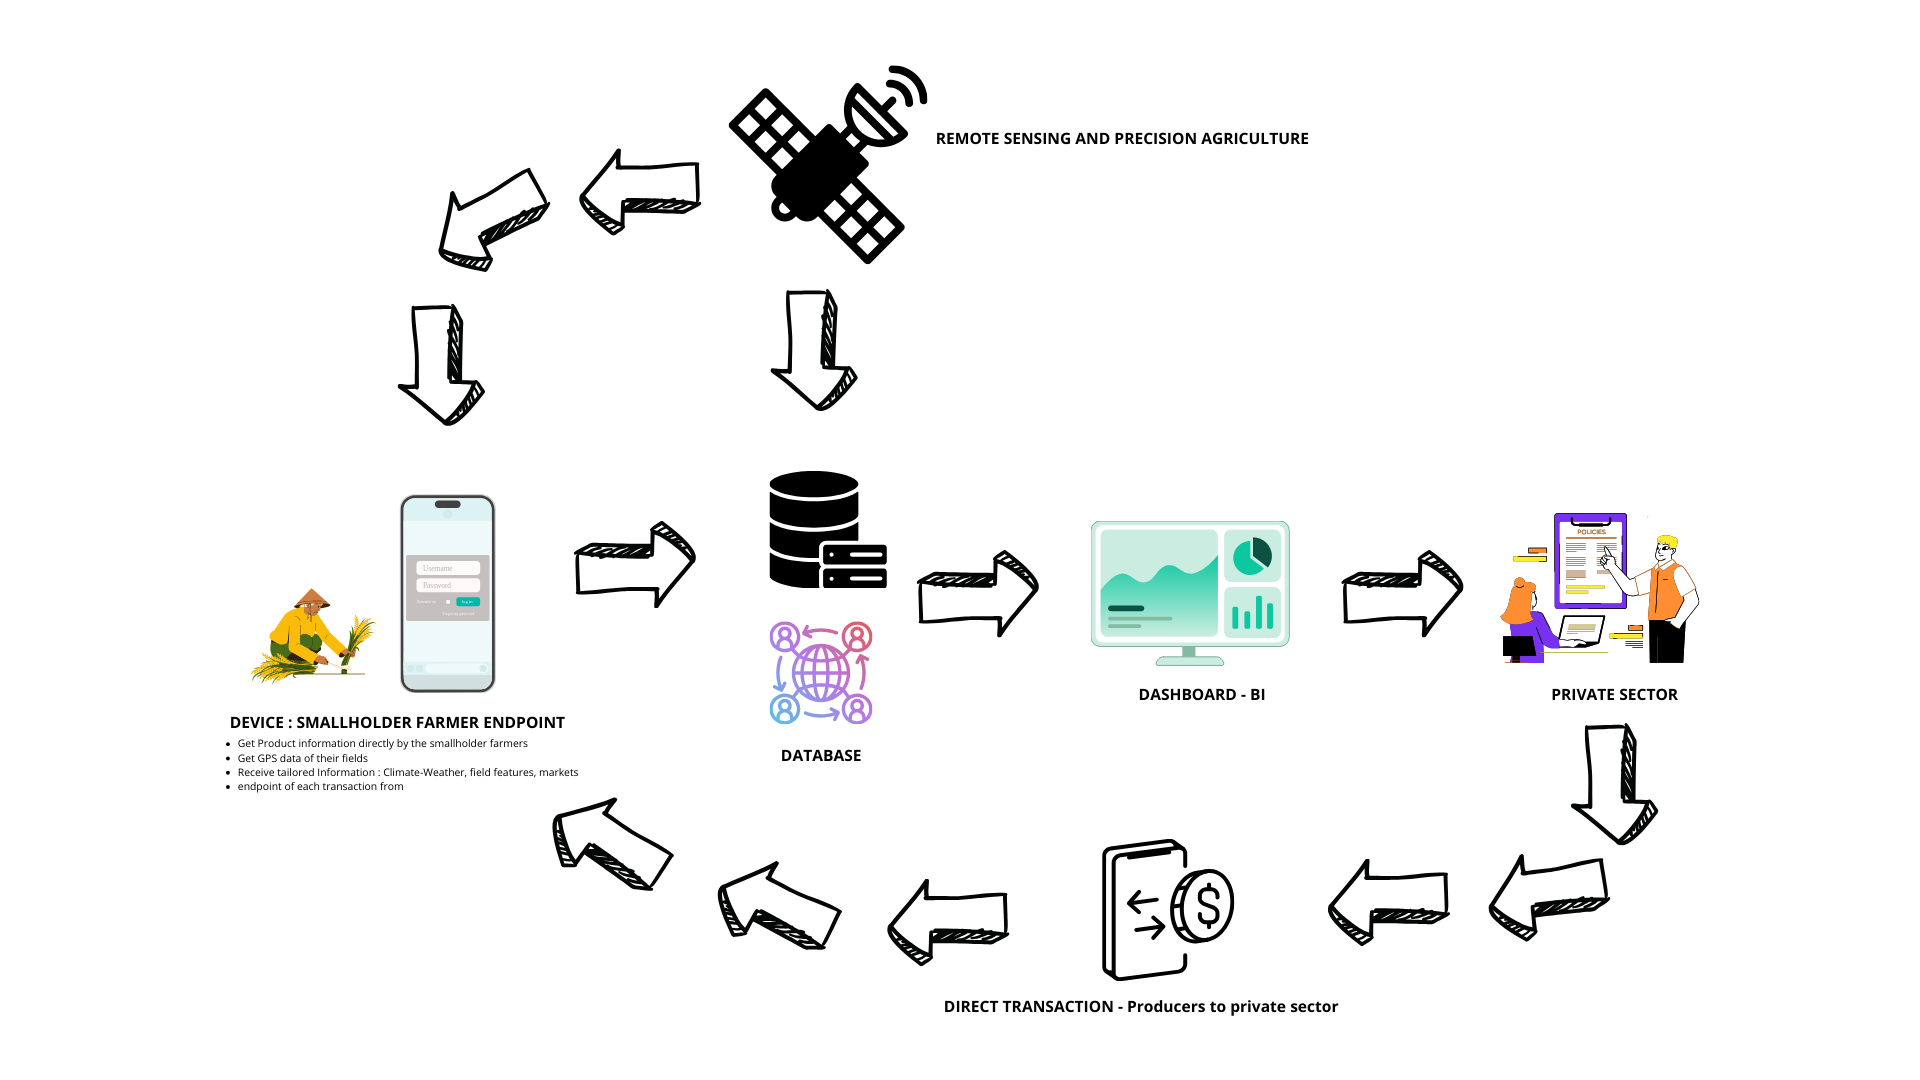 REMOTE SENSING AND PRECISION AGRICULTURE
Username
Password
POLICIES
DASHBOARD - BI
PRIVATE SECTOR
DEVICE : SMALLHOLDER FARMER ENDPOINT
• Get Product information directly by the smallholder farmers
• Get GPS data of their fields
• Receive tailored Information : Climate-Weather, field features, markets
• endpoint of each transaction from
DATABASE
$
DIRECT TRANSACTION - Producers to private sector